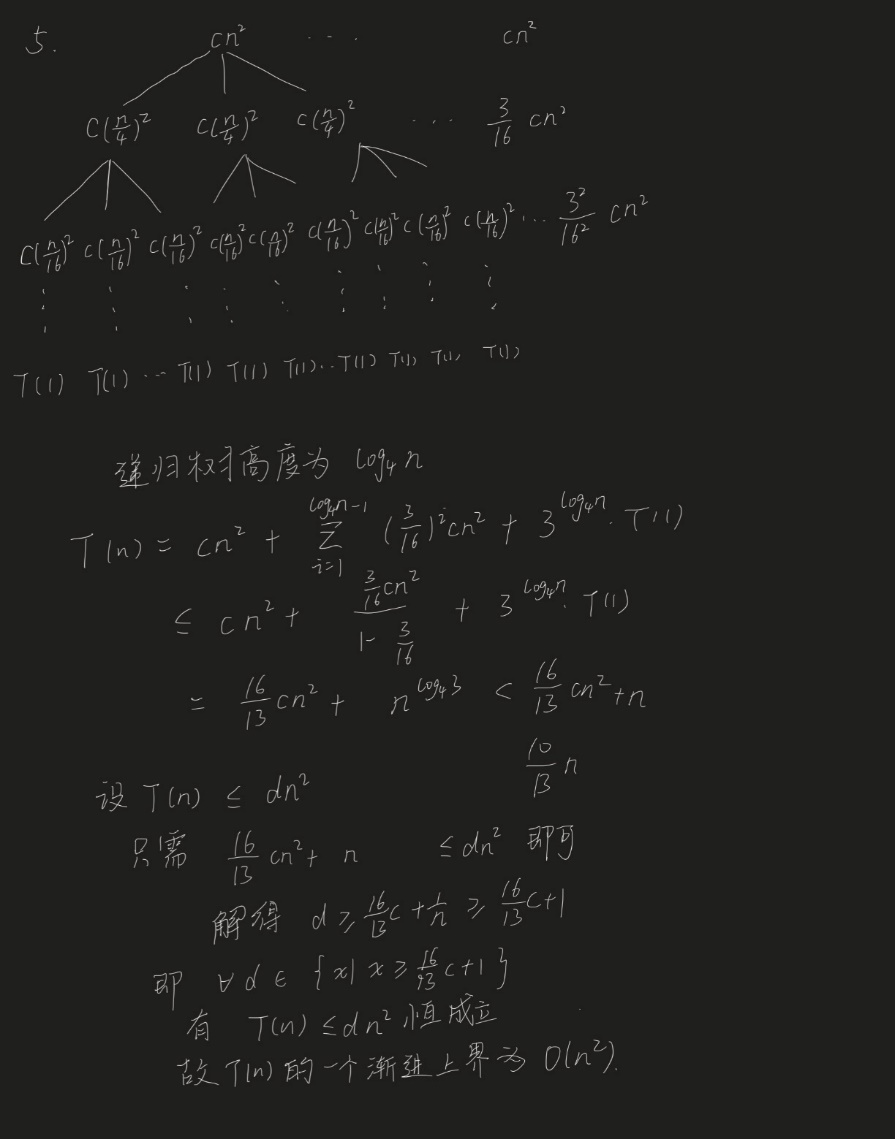 5. cn² ... cn²
c(n/4)² c(n/4)² c(n/4)² ... 3/16 cn²
c(n/16)² c(n/16)² c(n/16)² c(n/16)² c(n/16)² c(n/16)² c(n/16)² c(n/16)² c(n/16)² ... 3²/16² cn²
T(1) T(1) ... T(1) T(1) T(1)...T(1) T(1) T(1) T(1)
递归树高度为 log₄n
T(n) = cn² + Σ_{i=1}^{log₄n-1} (3/16)^i cn² + 3^{log₄n}·T(1)
≤ cn² + (3/16 cn²)/(1-3/16) + 3^{log₄n}·T(1)
= 16/13 cn² + n^{log₄3} < 16/13 cn² + n
10/13 n
设 T(n) ≤ dn²
只需 16/13 cn² + n ≤ dn² 即可
解得 d ≥ 16/13 c + 1/n ≥ 16/13 c + 1
即 ∀d ∈ {x| x ≥ 16/13 c + 1}
有 T(n) ≤ dn² 恒成立
故 T(n) 的一个渐进上界为 O(n²).